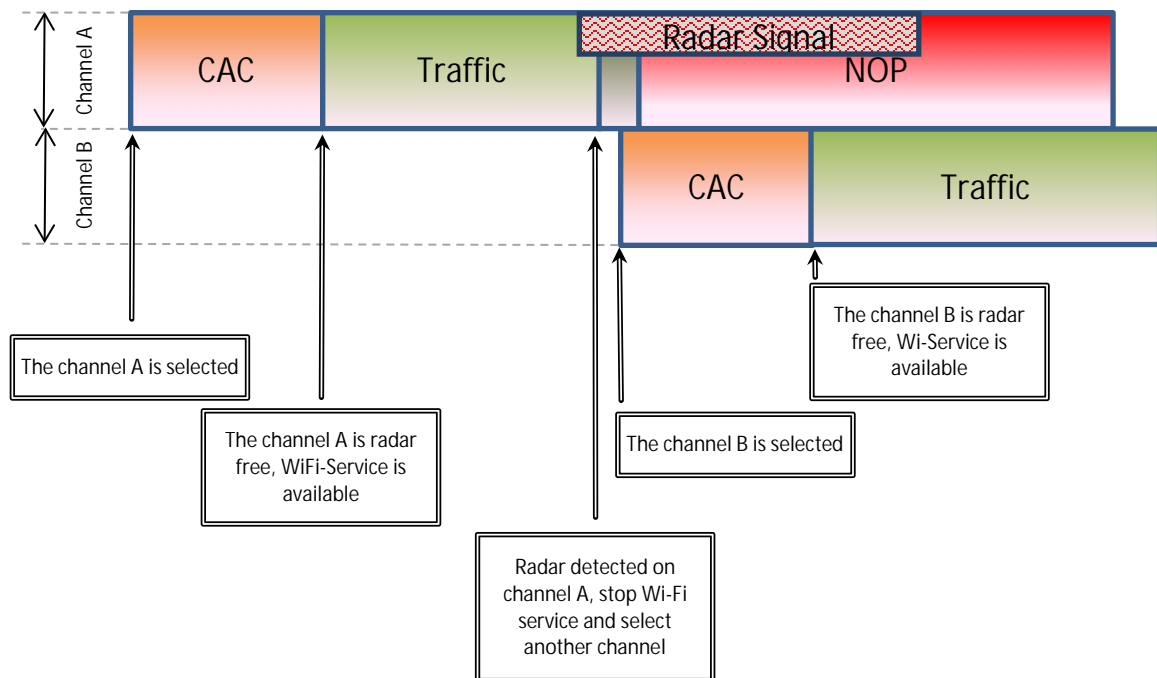 Channel A
CAC
Traffic
Radar Signal
NOP
Channel B
CAC
Traffic
The channel A is selected
The channel A is radar
free, WiFi-Service is
available
Radar detected on
channel A, stop Wi-Fi
service and select
another channel
The channel B is selected
The channel B is radar
free, Wi-Service is
available